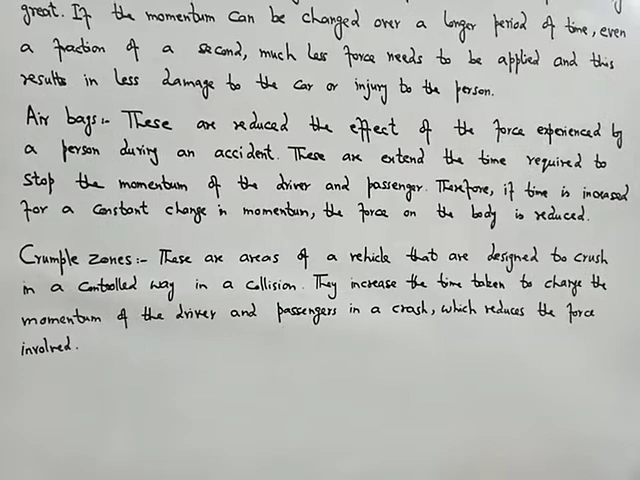 great. If the momentum can be changed over a longer period of time, even
a fraction of a second, much less force needs to be applied and this
results in less damage to the car or injury to the person.
Air bags:- These are reduced the effect of the force experienced by
a person during an accident. These are extend the time required to
stop the momentum of the driver and passenger. Therefore, if time is increased
for a constant change in momentum, the force on the body is reduced.
Crumple zones:- These are areas of a vehicle that are designed to crush
in a controlled way in a collision. They increase the time taken to change the
momentum of the driver and passengers in a crash, which reduces the force
involved.